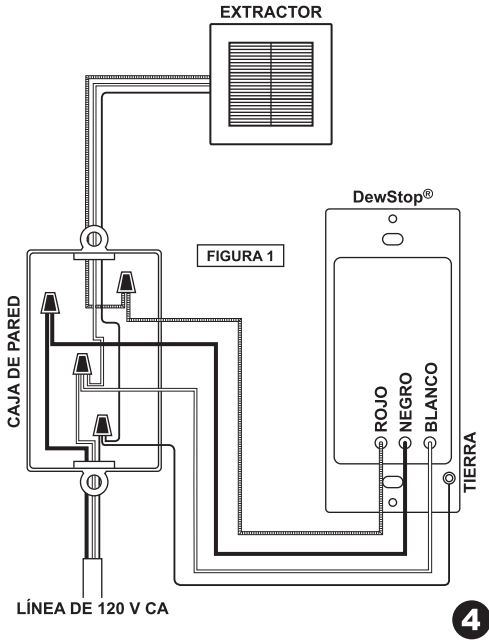 EXTRACTOR
DewStop®
FIGURA 1
CAJA DE PARED
ROJO
NEGRO
BLANCO
TIERRA
LÍNEA DE 120 V CA
4